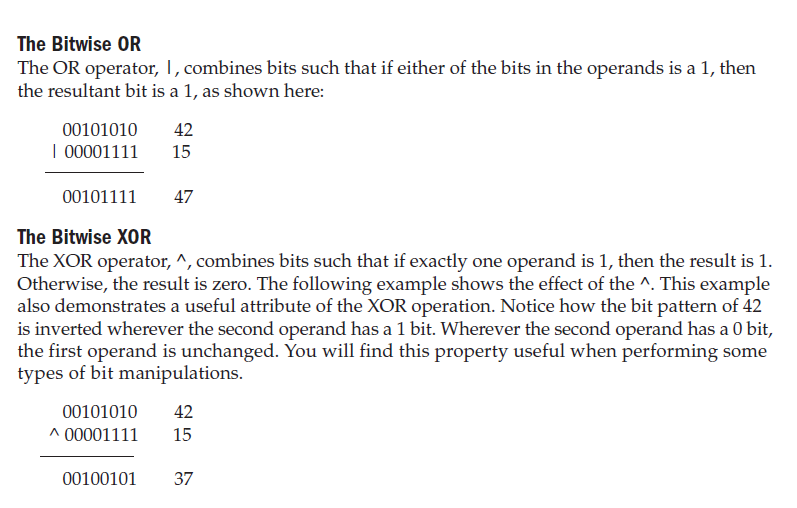 The Bitwise OR
The OR operator, |, combines bits such that if either of the bits in the operands is a 1, then
the resultant bit is a 1, as shown here:
00101010 42
| 00001111 15
00101111 47
The Bitwise XOR
The XOR operator, ^, combines bits such that if exactly one operand is 1, then the result is 1.
Otherwise, the result is zero. The following example shows the effect of the ^. This example
also demonstrates a useful attribute of the XOR operation. Notice how the bit pattern of 42
is inverted wherever the second operand has a 1 bit. Wherever the second operand has a 0 bit,
the first operand is unchanged. You will find this property useful when performing some
types of bit manipulations.
00101010 42
^ 00001111 15
00100101 37